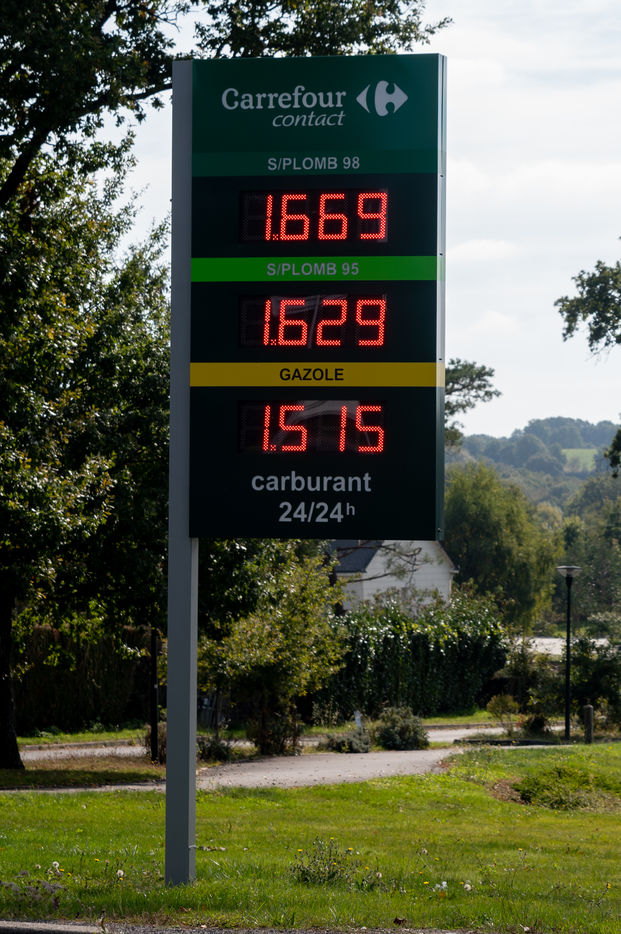 Carrefour
contact
S/PLOMB 98
1.669
S/PLOMB 95
1.629
GAZOLE
1.515
carburant
24/24h